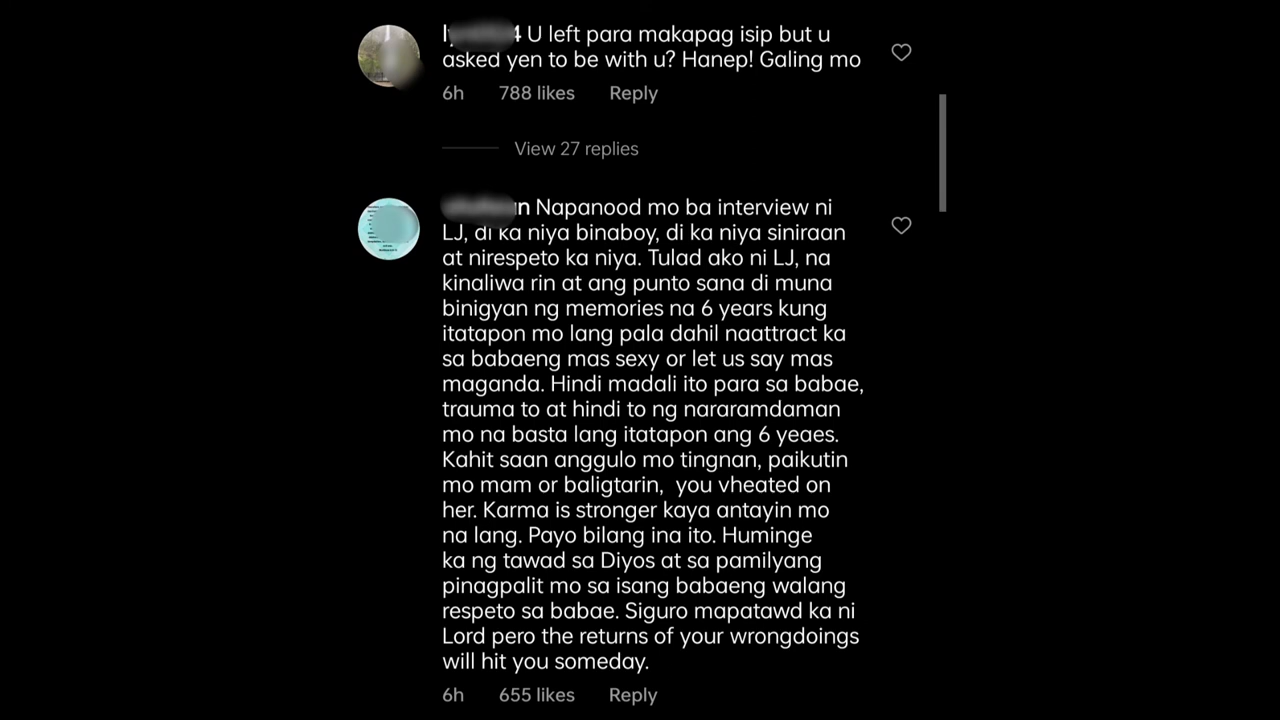 U left para makapag isip but u
asked yen to be with u? Hanep! Galing mo
6h 788 likes Reply
View 27 replies
Napanood mo ba interview ni
LJ, di ka niya binaboy, di ka niya siniraan
at nirespeto ka niya. Tulad ako ni LJ, na
kinaliwa rin at ang punto sana di muna
binigyan ng memories na 6 years kung
itatapon mo lang pala dahil naattract ka
sa babaeng mas sexy or let us say mas
maganda. Hindi madali ito para sa babae,
trauma to at hindi to ng nararamdaman
mo na basta lang itatapon ang 6 yeaes.
Kahit saan anggulo mo tingnan, paikutin
mo mam or baligtarin, you vheated on
her. Karma is stronger kaya antayin mo
na lang. Payo bilang ina ito. Huminge
ka ng tawad sa Diyos at sa pamilyang
pinagpalit mo sa isang babaeng walang
respeto sa babae. Siguro mapatawd ka ni
Lord pero the returns of your wrongdoings
will hit you someday.
6h 655 likes Reply